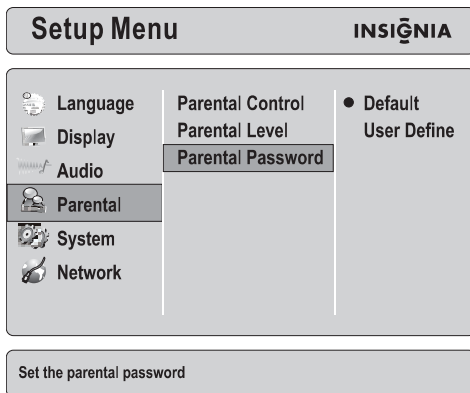 Setup Menu
INSIGNIA
Language
Display
Audio
Parental
System
Network
Parental Control
Parental Level
Parental Password
Default
User Define
Set the parental password